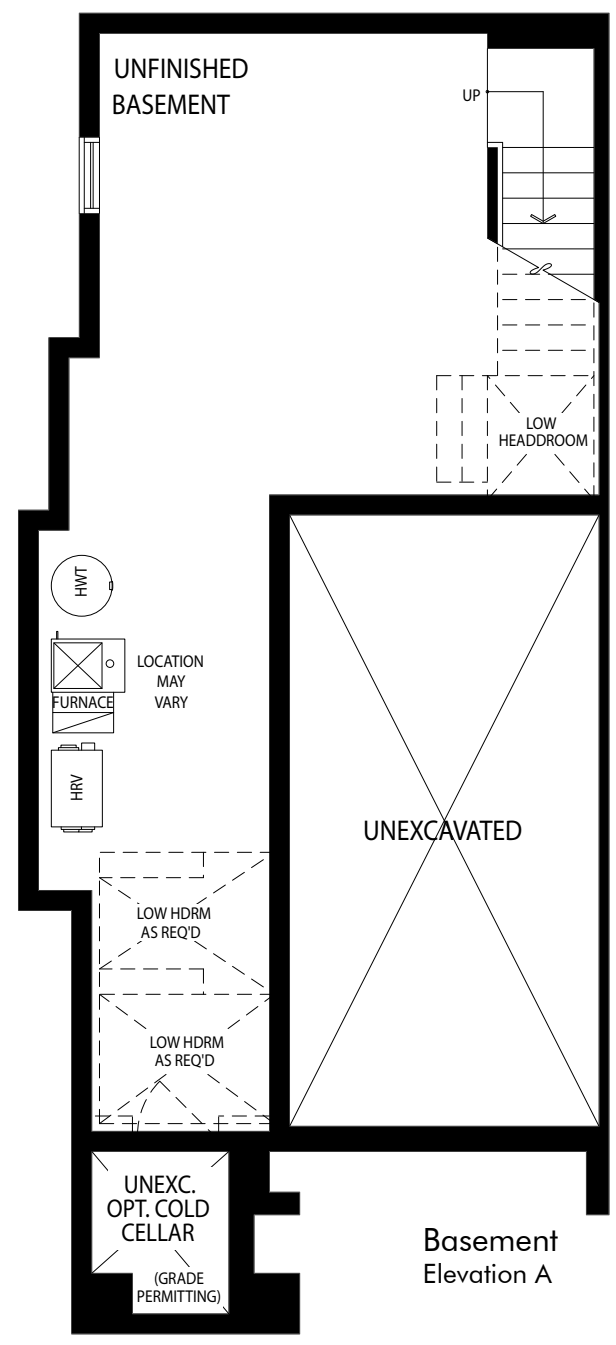 UNFINISHED
BASEMENT
UP
LOW
HEADDROOM
HWT
LOCATION
MAY
VARY
FURNACE
HRV
UNEXCAVATED
LOW HDRM
AS REQ'D
LOW HDRM
AS REQ'D
UNEXC.
OPT. COLD
CELLAR
(GRADE
PERMITTING)
Basement
Elevation A